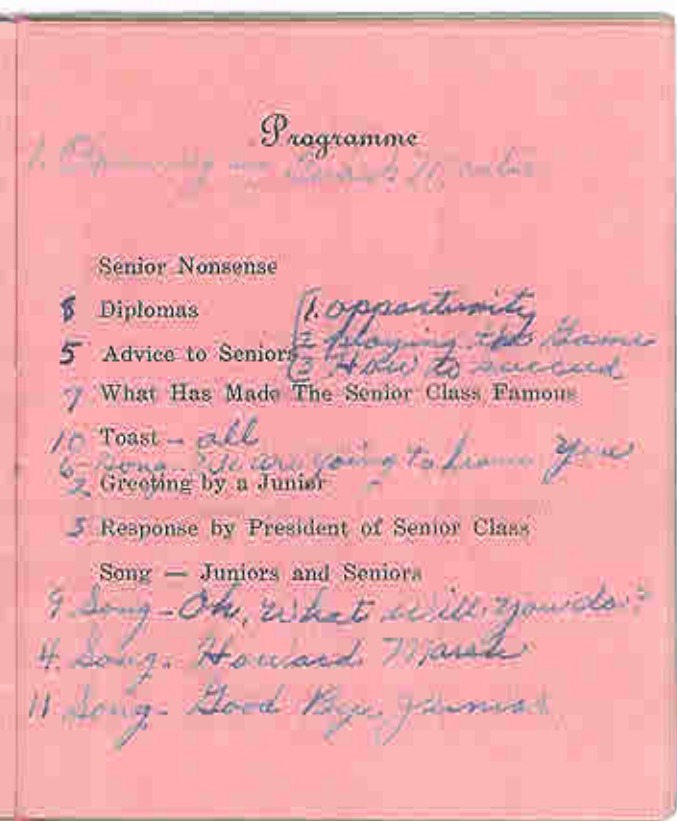 Programme
1. Opening —
Senior Nonsense
8 Diplomas (1. opportunity
2 playing the Game
5 Advice to Seniors
(3 How to succeed
7 What Has Made The Senior Class Famous
10 Toast – all
6 Song – We are going to leave you
2 Greeting by a Junior
3 Response by President of Senior Class
Song — Juniors and Seniors
9 Song – Oh, What will you do?
4. Song – Howard Marsh
11 Song – Good Bye, Juniors